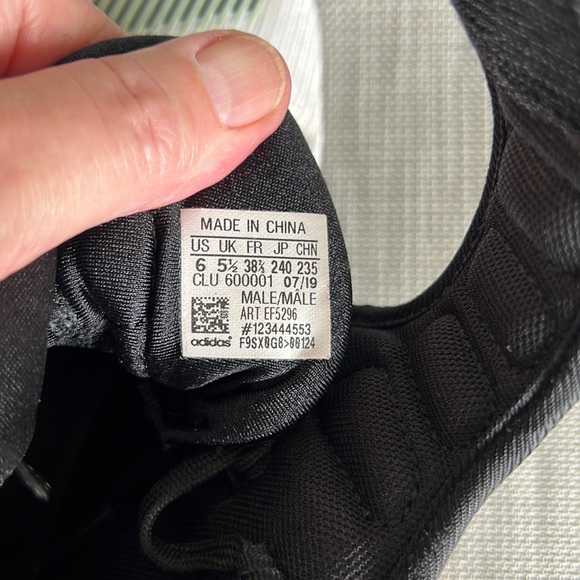 MADE IN CHINA
US UK FR JP CHN
6 5½ 38⅔ 240 235
CLU 600001 07/19
MALE/MÂLE
ART EF5296
#123444553
adidas® F9SX0G8>00124